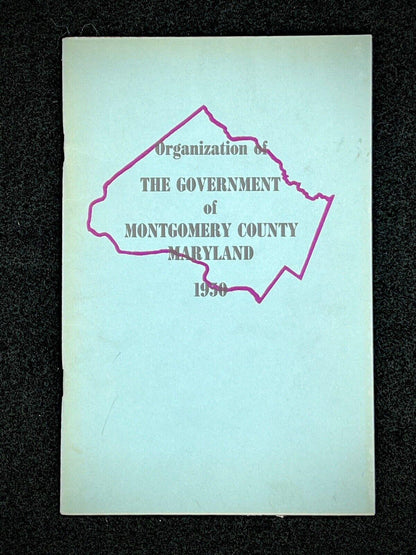 Organization of
THE GOVERNMENT
of
MONTGOMERY COUNTY
MARYLAND
1950